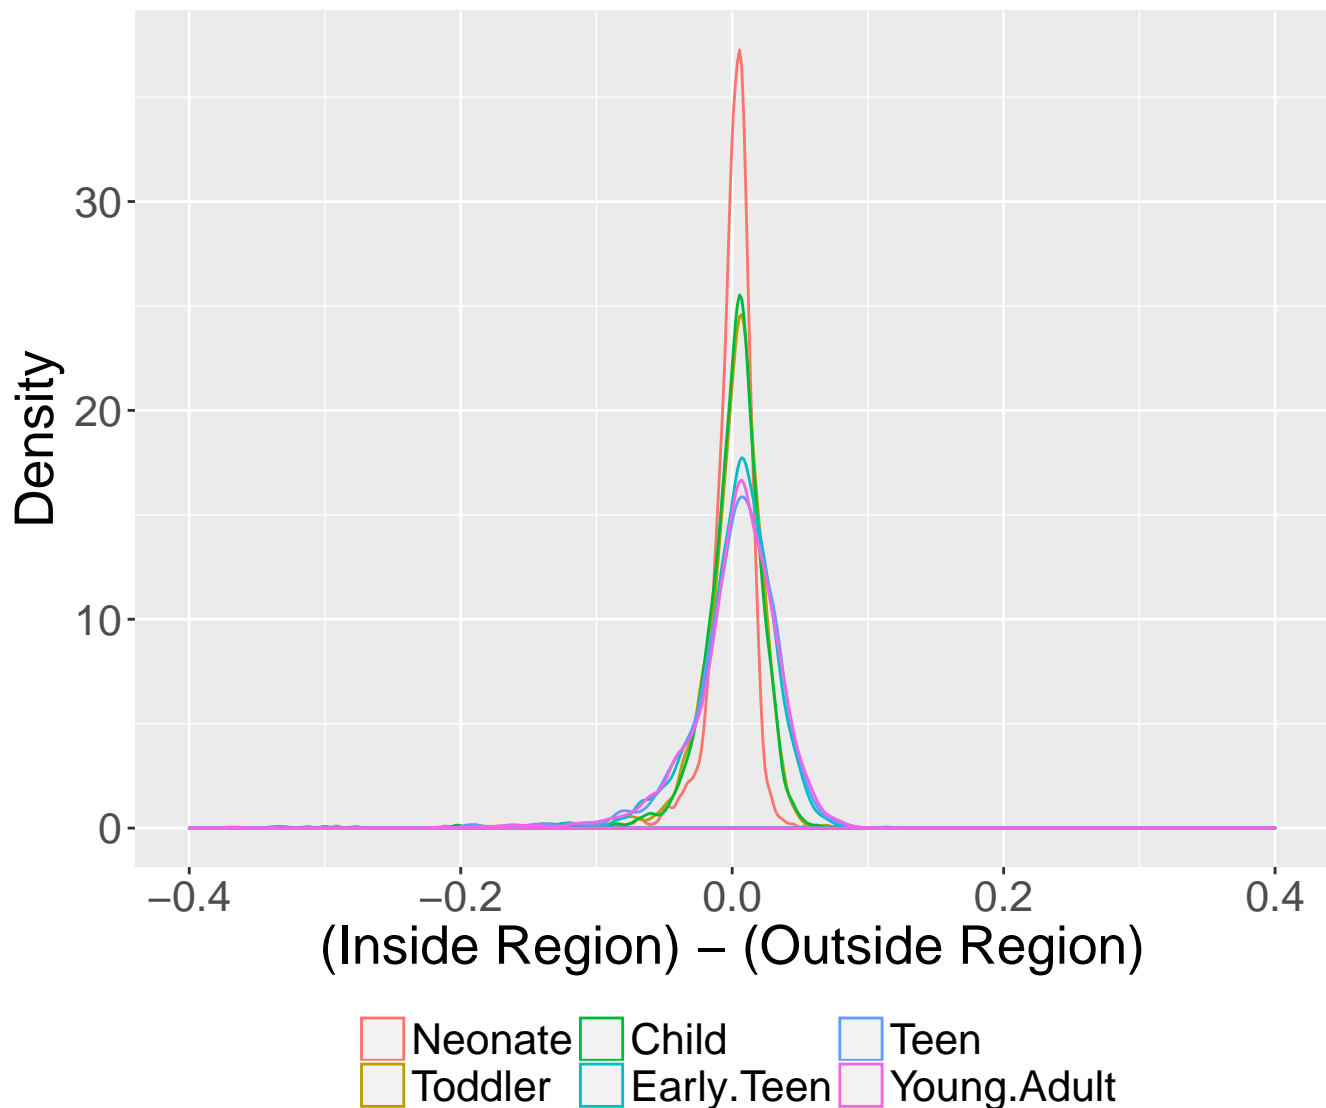 Density
30
20
10
0
−0.4 −0.2 0.0 0.2 0.4
(Inside Region) − (Outside Region)
Neonate Child Teen
Toddler Early.Teen Young.Adult